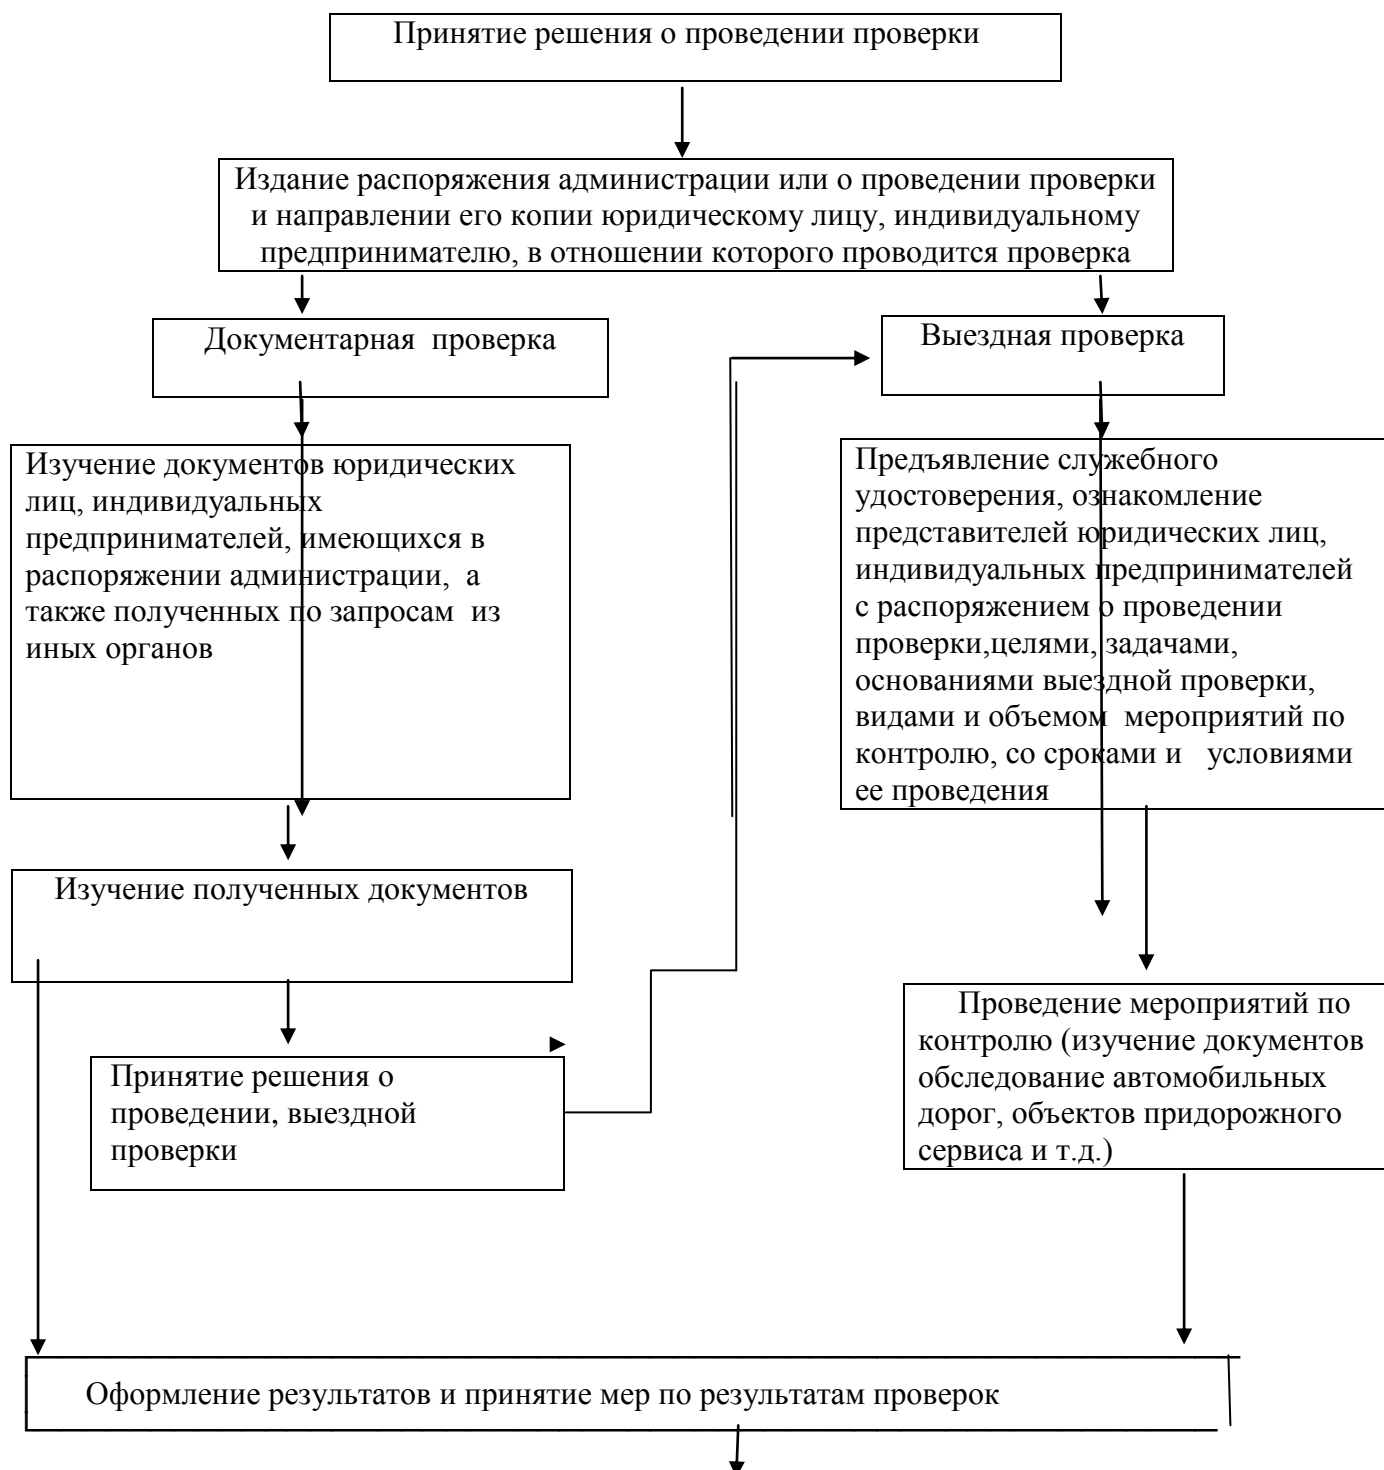 Принятие решения о проведении проверки
Издание распоряжения администрации или о проведении проверки
и направлении его копии юридическому лицу, индивидуальному
предпринимателю, в отношении которого проводится проверка
Документарная проверка
Выездная проверка
Изучение документов юридических
лиц, индивидуальных
предпринимателей, имеющихся в
распоряжении администрации, а
также полученных по запросам из
иных органов
Предъявление служебного
удостоверения, ознакомление
представителей юридических лиц,
индивидуальных предпринимателей
с распоряжением о проведении
проверки,целями, задачами,
основаниями выездной проверки,
видами и объемом мероприятий по
контролю, со сроками и условиями
ее проведения
Изучение полученных документов
Принятие решения о
проведении, выездной
проверки
Проведение мероприятий по
контролю (изучение документов
обследование автомобильных
дорог, объектов придорожного
сервиса и т.д.)
Оформление результатов и принятие мер по результатам проверок